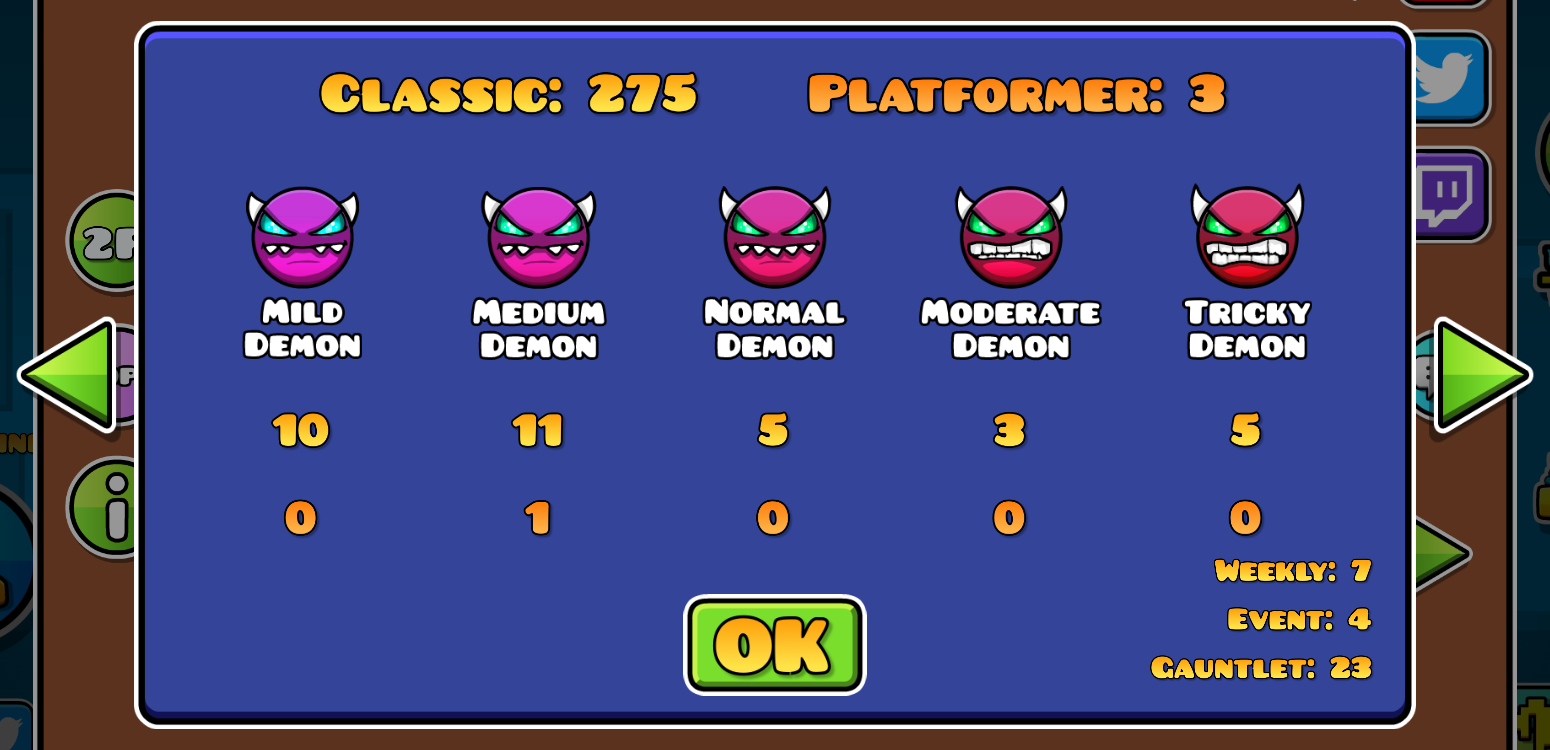 Classic: 275 Platformer: 3
Mild Demon
Medium Demon
Normal Demon
Moderate Demon
Tricky Demon
10 11 5 3 5
0 1 0 0 0
Weekly: 7
Event: 4
Gauntlet: 23
OK